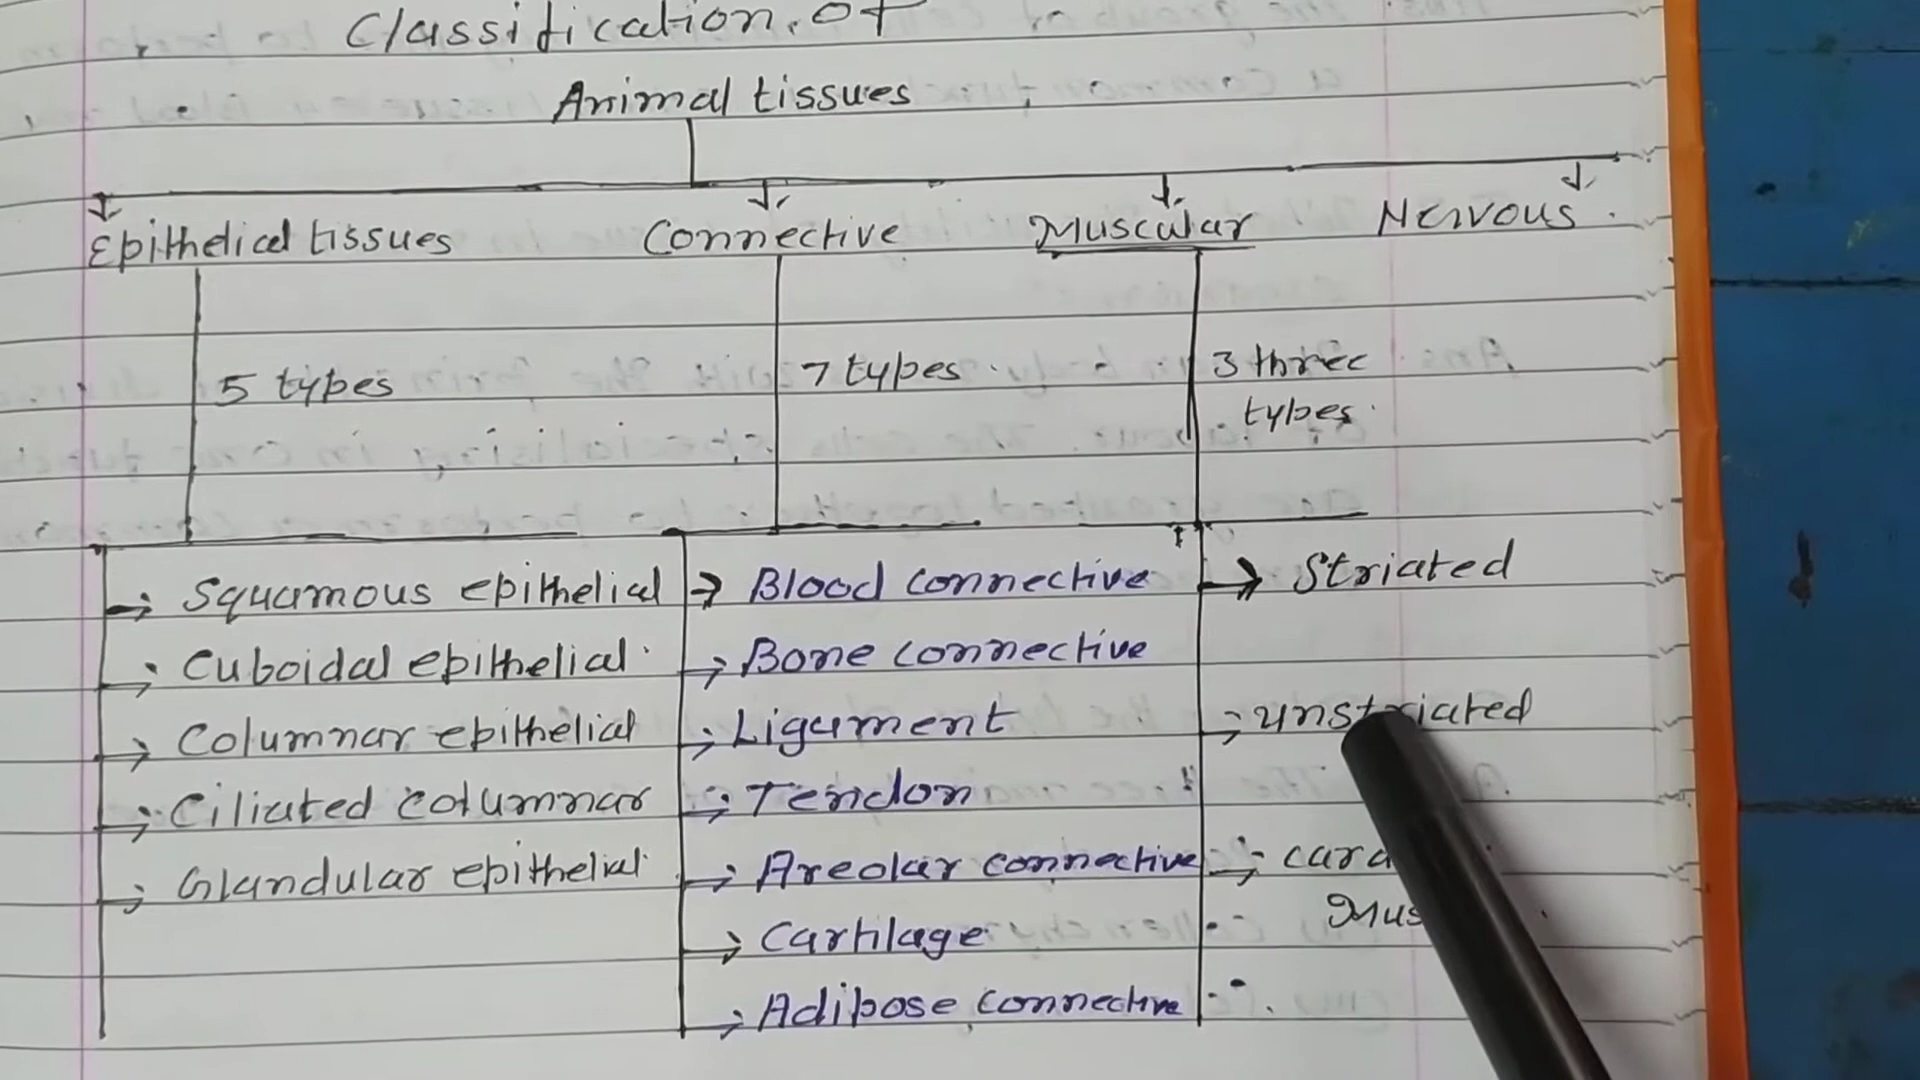 Classification of
Animal tissues
Epithelial tissues Connective Muscular Nervous.
5 types 7 types. 3 three
types.
Squamous epithelial Blood connective Striated
Cuboidal epithelial Bone connective
Columnar epithelial Ligament unstriated
Ciliated columnar Tendon
Glandular epithelial Areolar connective
Cartilage
Adipose connective